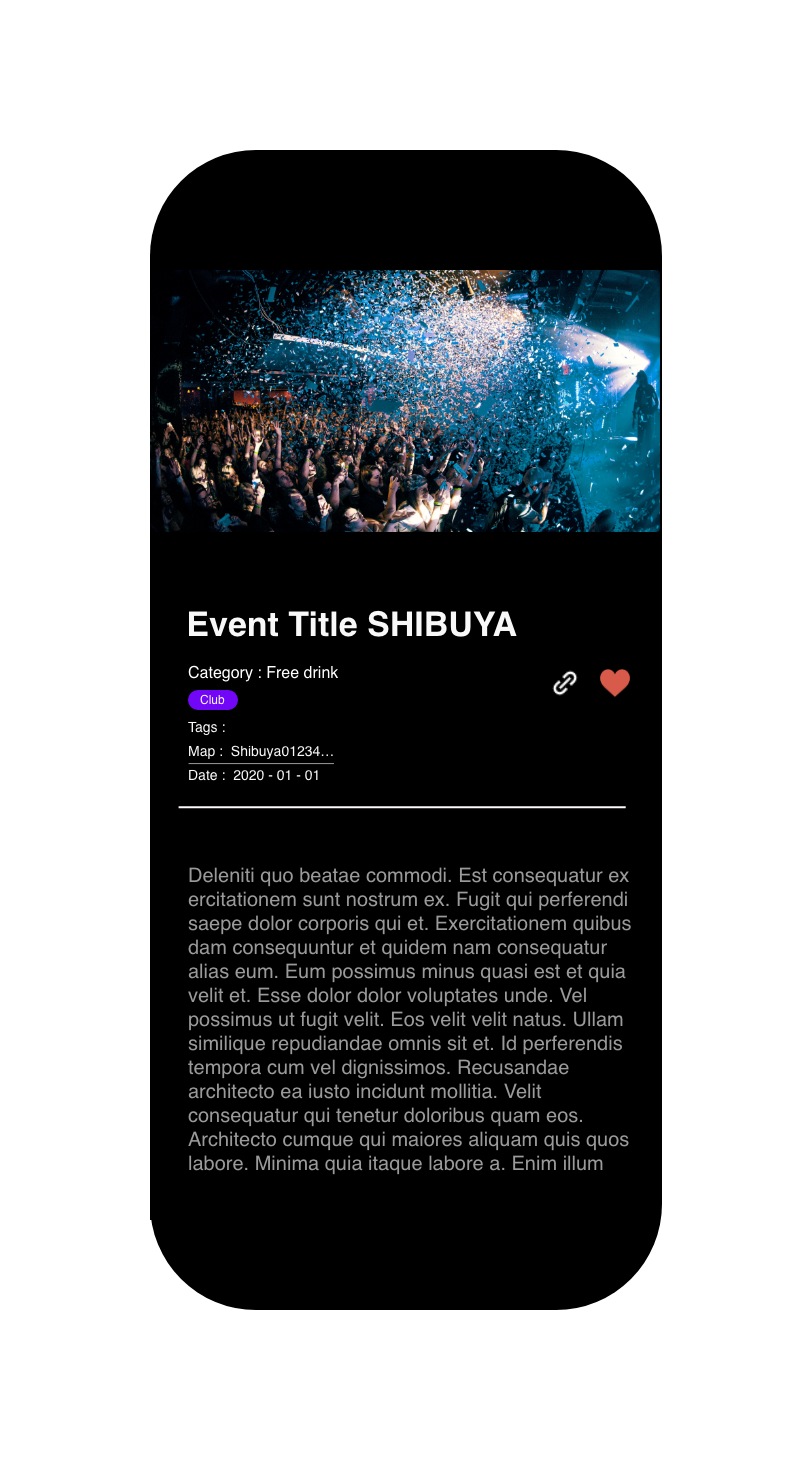 Event Title SHIBUYA
Category : Free drink
Club
Tags :
Map :  Shibuya01234…
Date :  2020 - 01 - 01
Deleniti quo beatae commodi. Est consequatur ex
ercitationem sunt nostrum ex. Fugit qui perferendi
saepe dolor corporis qui et. Exercitationem quibus
dam consequuntur et quidem nam consequatur
alias eum. Eum possimus minus quasi est et quia
velit et. Esse dolor dolor voluptates unde. Vel
possimus ut fugit velit. Eos velit velit natus. Ullam
similique repudiandae omnis sit et. Id perferendis
tempora cum vel dignissimos. Recusandae
architecto ea iusto incidunt mollitia. Velit
consequatur qui tenetur doloribus quam eos.
Architecto cumque qui maiores aliquam quis quos
labore. Minima quia itaque labore a. Enim illum